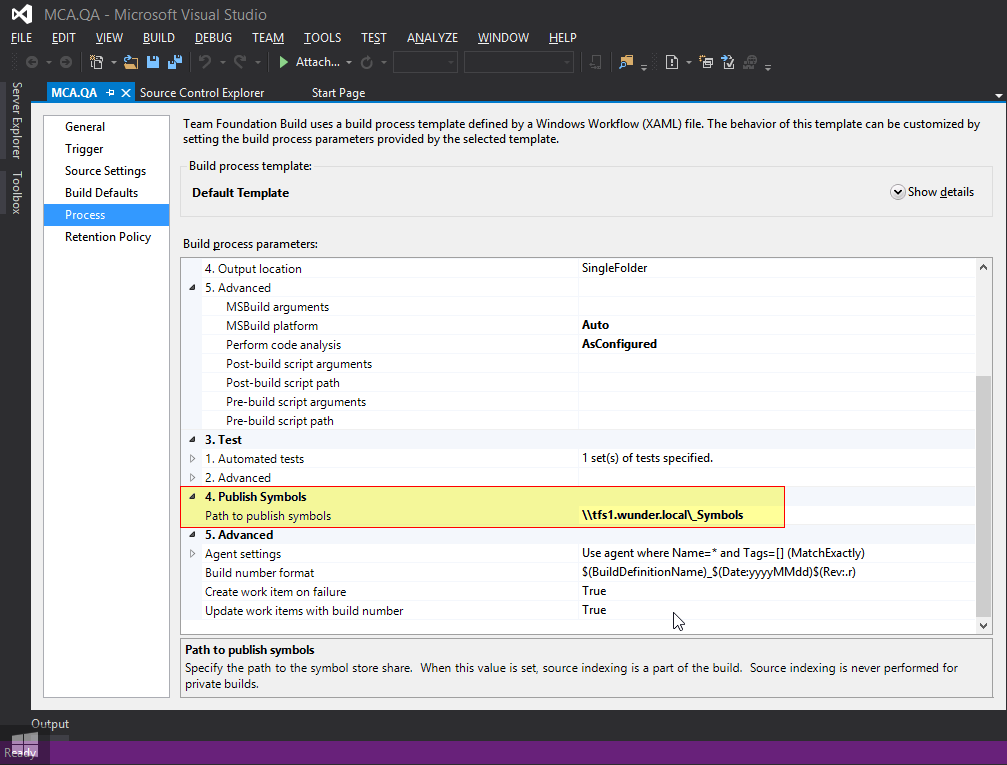 MCA.QA - Microsoft Visual Studio
FILE EDIT VIEW BUILD DEBUG TEAM TOOLS TEST ANALYZE WINDOW HELP
Attach...
MCA.QA Source Control Explorer Start Page
Server Explorer
Toolbox
General
Trigger
Source Settings
Build Defaults
Process
Retention Policy
Team Foundation Build uses a build process template defined by a Windows Workflow (XAML) file. The behavior of this template can be customized by
setting the build process parameters provided by the selected template.
Build process template:
Default Template
Show details
Build process parameters:
4. Output location SingleFolder
5. Advanced
MSBuild arguments
MSBuild platform Auto
Perform code analysis AsConfigured
Post-build script arguments
Post-build script path
Pre-build script arguments
Pre-build script path
3. Test
1. Automated tests 1 set(s) of tests specified.
2. Advanced
4. Publish Symbols
Path to publish symbols \\tfs1.wunder.local\_Symbols
5. Advanced
Agent settings Use agent where Name=* and Tags=[] (MatchExactly)
Build number format $(BuildDefinitionName)_$(Date:yyyyMMdd)$(Rev:.r)
Create work item on failure True
Update work items with build number True
Path to publish symbols
Specify the path to the symbol store share. When this value is set, source indexing is a part of the build. Source indexing is never performed for
private builds.
Output
Ready